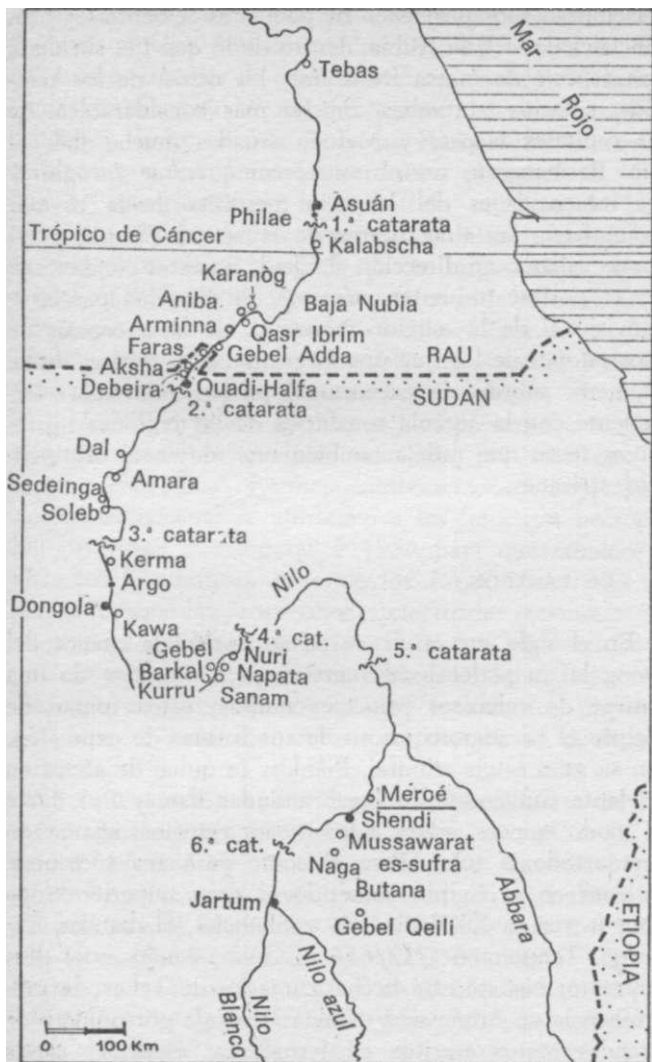 Mar
Rojo
Tebas
Asuán
Philae
1.ª catarata
Trópico de Cáncer
Kalabscha
Karanòg
Aniba
Baja Nubia
Arminna
Qasr Ibrim
Faras
Gebel Adda
RAU
Aksha
Debeira
Quadi-Halfa
SUDÁN
2.ª catarata
Dal
Amara
Sedeinga
Soleb
3.ª catarata
Kerma
Nilo
Argo
Dongola
Kawa
4.ª cat.
5.ª catarata
Gebel
Nuri
Barkal
Napata
Kurru
Sanam
Meroé
Shendi
6.ª cat.
Mussawarat
es-sufra
Naga
Butana
Abbara
Jartum
Gebel Qeili
ETIOPÍA
Nilo
Blanco
Nilo
azul
0 100 Km